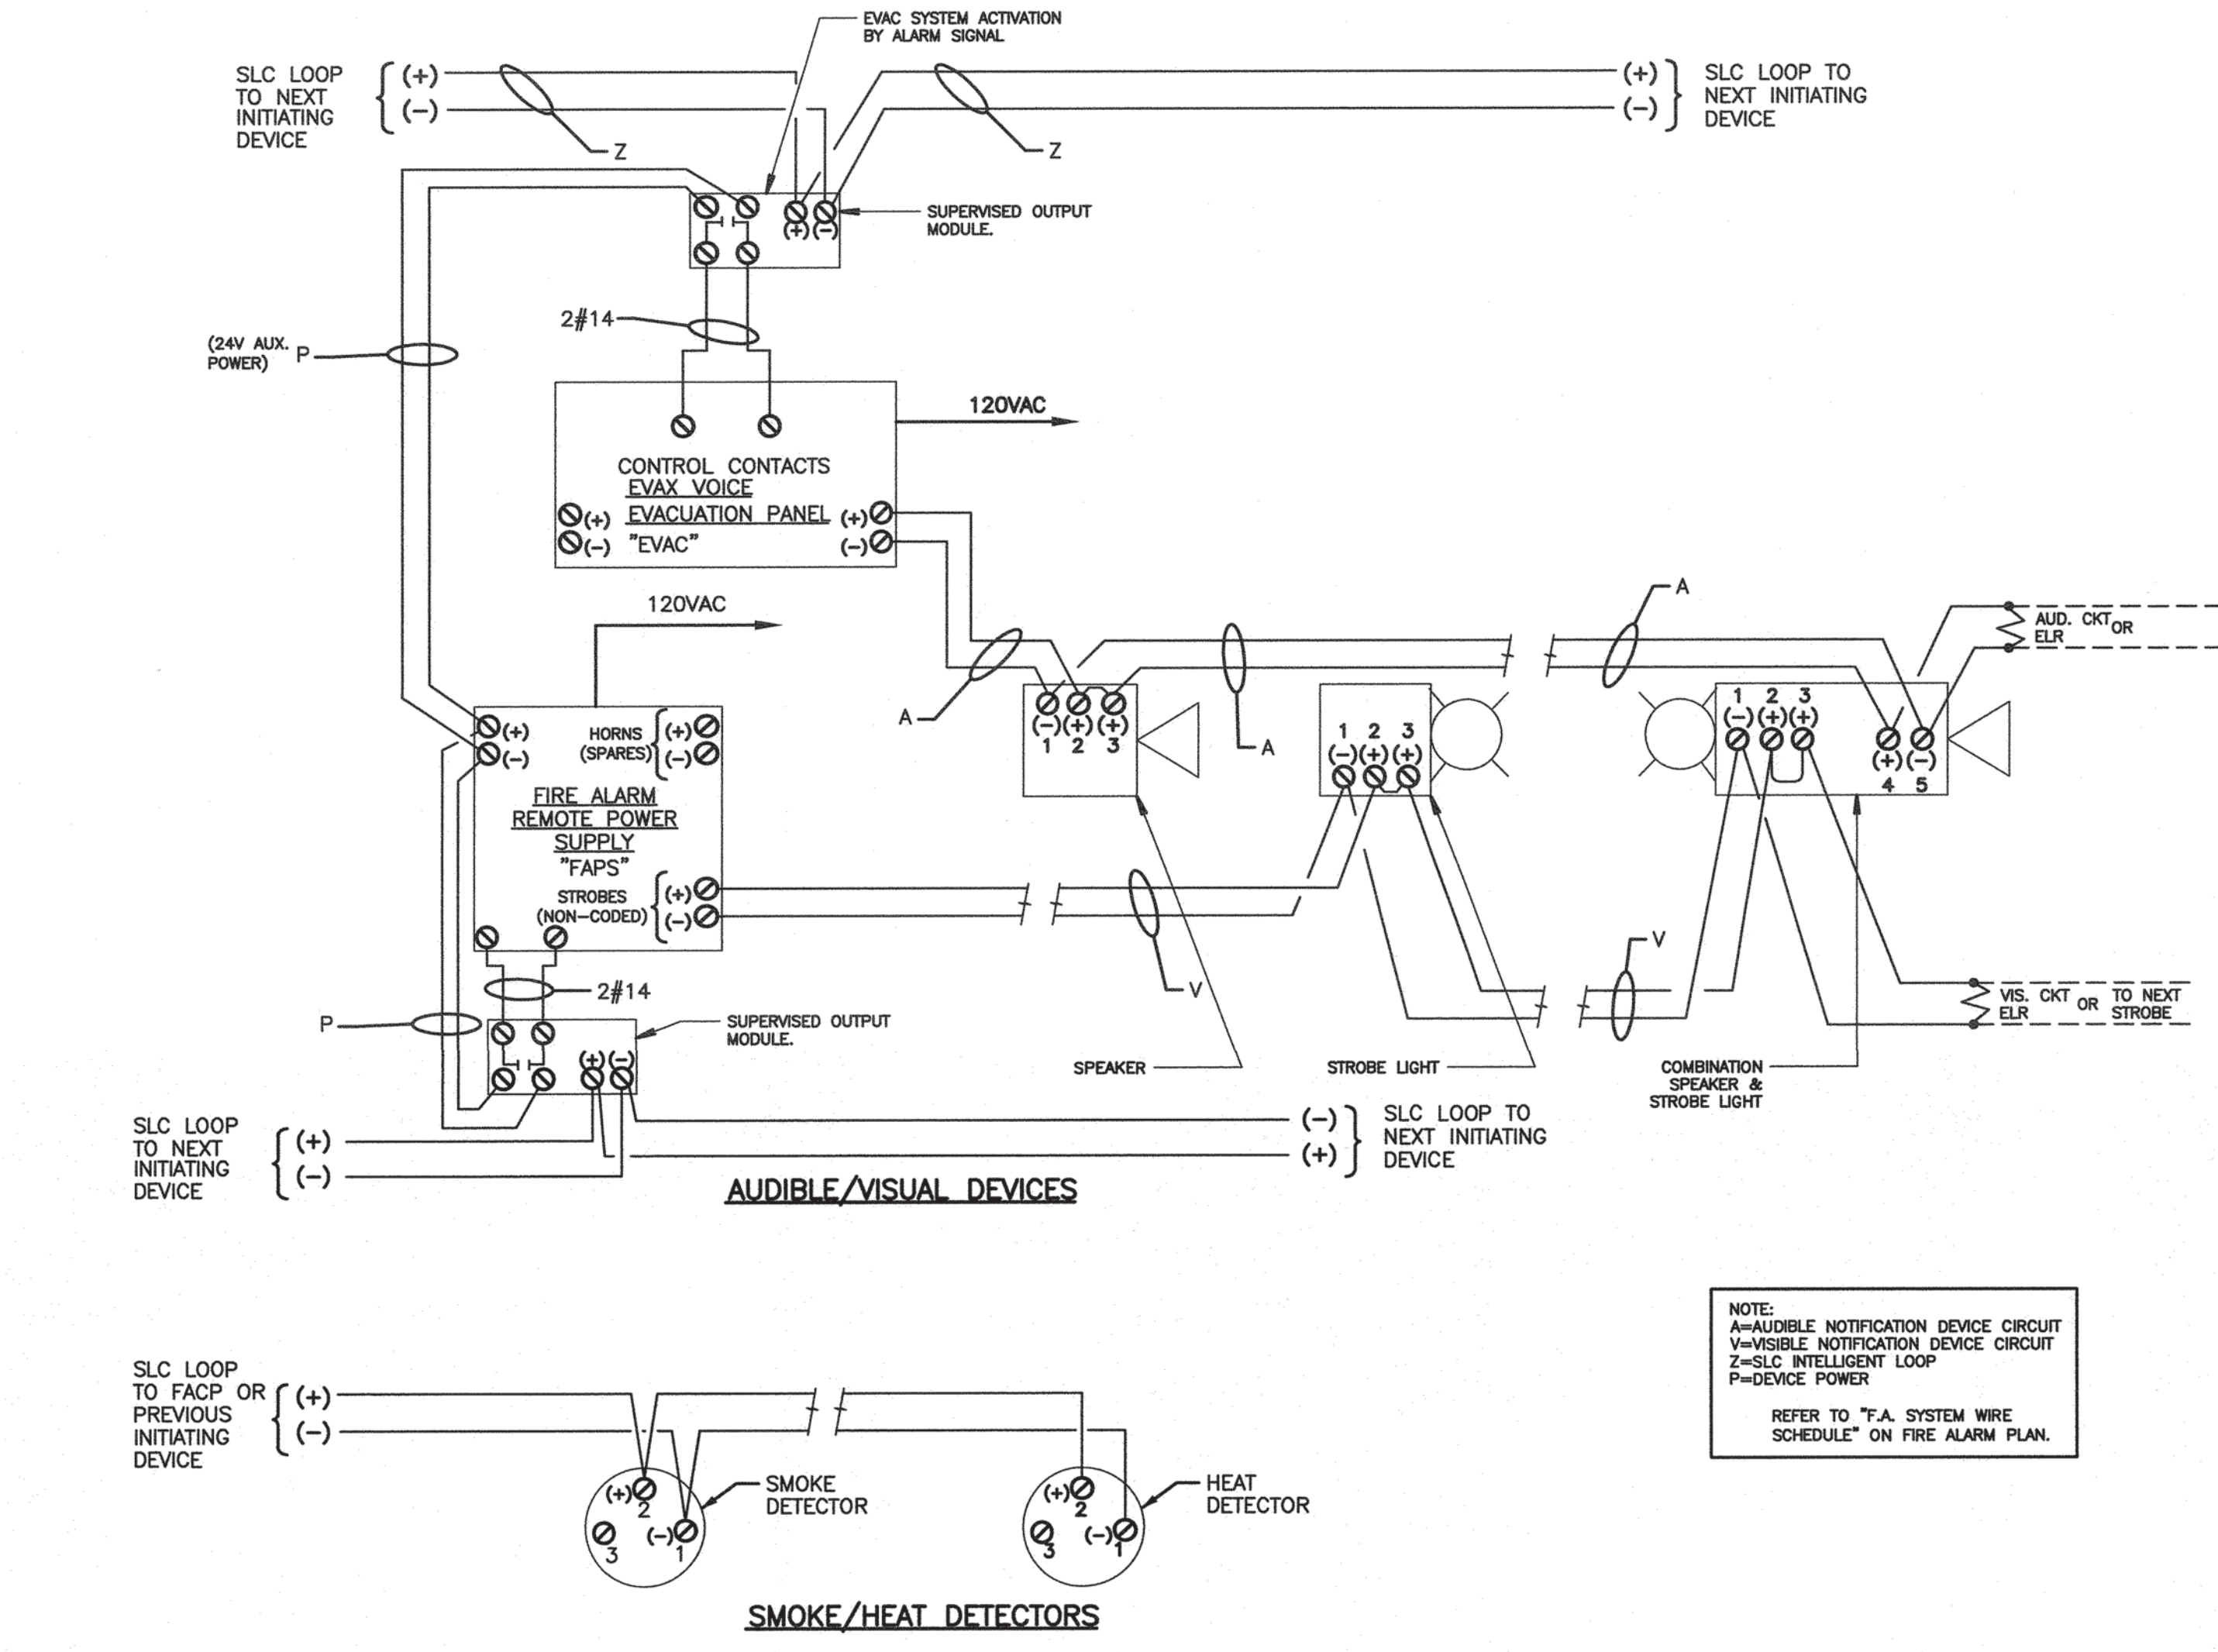 EVAC SYSTEM ACTIVATION
BY ALARM SIGNAL
SLC LOOP
TO NEXT
INITIATING
DEVICE
(+)
(−)
Z
Z
(+)
(−)
SLC LOOP TO
NEXT INITIATING
DEVICE
(+)
(−)
SUPERVISED OUTPUT
MODULE.
2#14
(24V AUX.
POWER)
P
120VAC
CONTROL CONTACTS
EVAX VOICE
EVACUATION PANEL
"EVAC"
(+)
(−)
(+)
(−)
120VAC
A
A
A
AUD. CKT
ELR
OR
(−) (+) (+)
1 2 3
1 2 3
(−) (+) (+)
1 2 3
(−) (+) (+)
(+) (−)
4 5
(+)
(−)
HORNS
(SPARES)
(+)
(−)
FIRE ALARM
REMOTE POWER
SUPPLY
"FAPS"
STROBES
(NON-CODED)
(+)
(−)
V
V
VIS. CKT
ELR
OR
TO NEXT
STROBE
2#14
P
SUPERVISED OUTPUT
MODULE.
(+) (−)
SPEAKER
STROBE LIGHT
COMBINATION
SPEAKER &
STROBE LIGHT
SLC LOOP
TO NEXT
INITIATING
DEVICE
(+)
(−)
(−)
(+)
SLC LOOP TO
NEXT INITIATING
DEVICE
AUDIBLE/VISUAL DEVICES
NOTE:
A=AUDIBLE NOTIFICATION DEVICE CIRCUIT
V=VISIBLE NOTIFICATION DEVICE CIRCUIT
Z=SLC INTELLIGENT LOOP
P=DEVICE POWER
REFER TO "F.A. SYSTEM WIRE
SCHEDULE" ON FIRE ALARM PLAN.
SLC LOOP
TO FACP OR
PREVIOUS
INITIATING
DEVICE
(+)
(−)
(+)
2
3
(−)
1
SMOKE
DETECTOR
(+)
2
3
(−)
1
HEAT
DETECTOR
SMOKE/HEAT DETECTORS